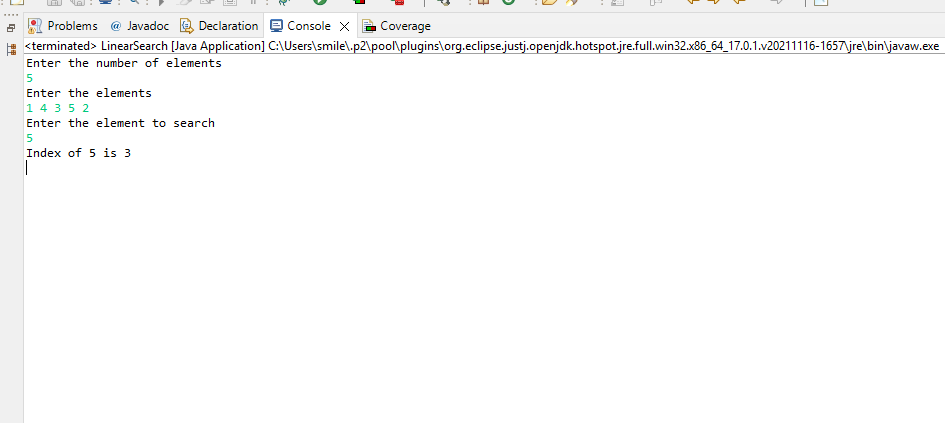 Problems @ Javadoc Declaration Console Coverage
<terminated> LinearSearch [Java Application] C:\Users\smile\.p2\pool\plugins\org.eclipse.justj.openjdk.hotspot.jre.full.win32.x86_64_17.0.1.v20211116-1657\jre\bin\javaw.exe
Enter the number of elements
5
Enter the elements
1 4 3 5 2
Enter the element to search
5
Index of 5 is 3